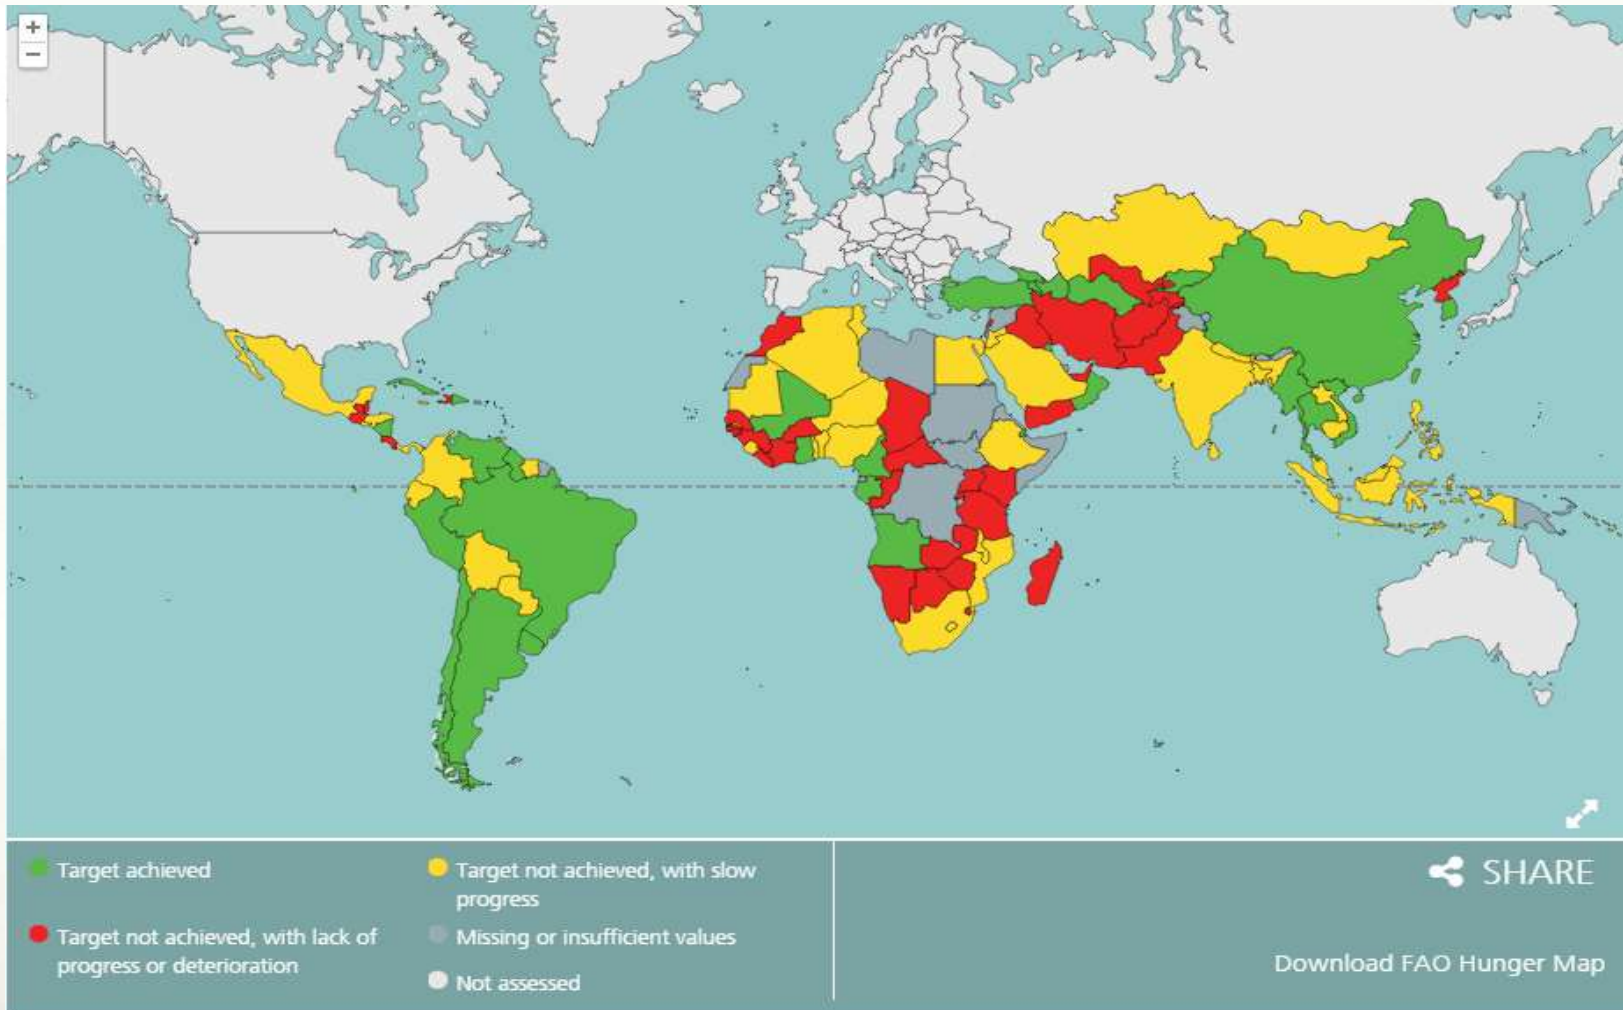 +
−
Target achieved
Target not achieved, with lack of
progress or deterioration
Target not achieved, with slow
progress
Missing or insufficient values
Not assessed
SHARE
Download FAO Hunger Map